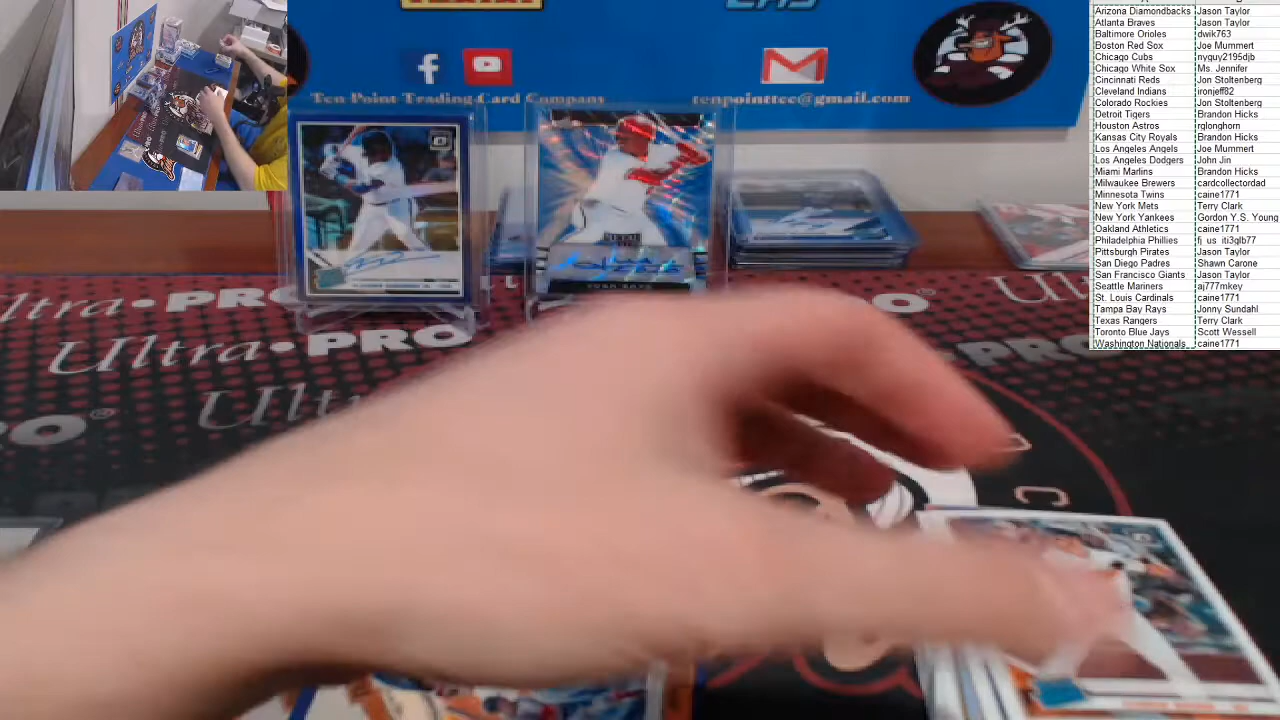 Arizona Diamondbacks Jason Taylor
Atlanta Braves Jason Taylor
Baltimore Orioles dwik763
Boston Red Sox Joe Mummert
Chicago Cubs nyguy2195djb
Chicago White Sox Ms. Jennifer
Cincinnati Reds Jon Stoltenberg
Cleveland Indians ironjeff82
Colorado Rockies Jon Stoltenberg
Detroit Tigers Brandon Hicks
Houston Astros rglonghorn
Kansas City Royals Brandon Hicks
Los Angeles Angels Joe Mummert
Los Angeles Dodgers John Jin
Miami Marlins Brandon Hicks
Milwaukee Brewers cardcollectordad
Minnesota Twins caine1771
New York Mets Terry Clark
New York Yankees Gordon Y.S. Young
Oakland Athletics caine1771
Philadelphia Phillies fj_us_iti3glb77
Pittsburgh Pirates Jason Taylor
San Diego Padres Shawn Carone
San Francisco Giants Jason Taylor
Seattle Mariners aj777mkey
St. Louis Cardinals caine1771
Tampa Bay Rays Jonny Sundahl
Texas Rangers Terry Clark
Toronto Blue Jays Scott Wessell
Washington Nationals caine1771
Ten Point Trading Card Company
tenpointtcc@gmail.com
Ultra•PRO
Ultra•PRO®
Ultra
PRO®